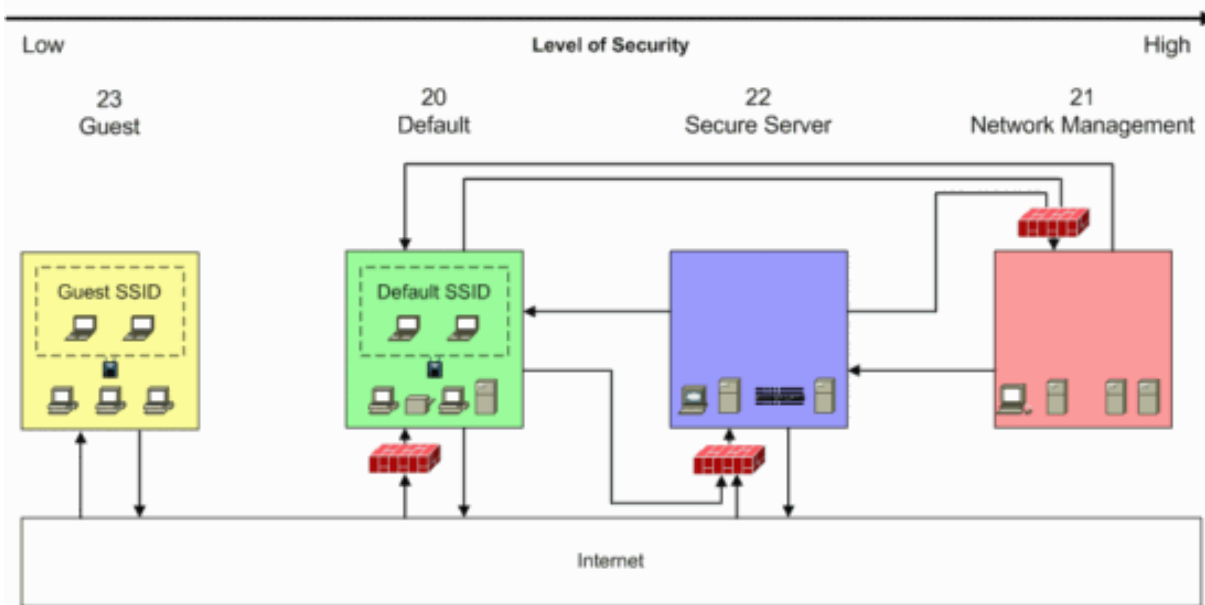 Low Level of Security High
23 20 22 21
Guest Default Secure Server Network Management
Guest SSID Default SSID
Internet